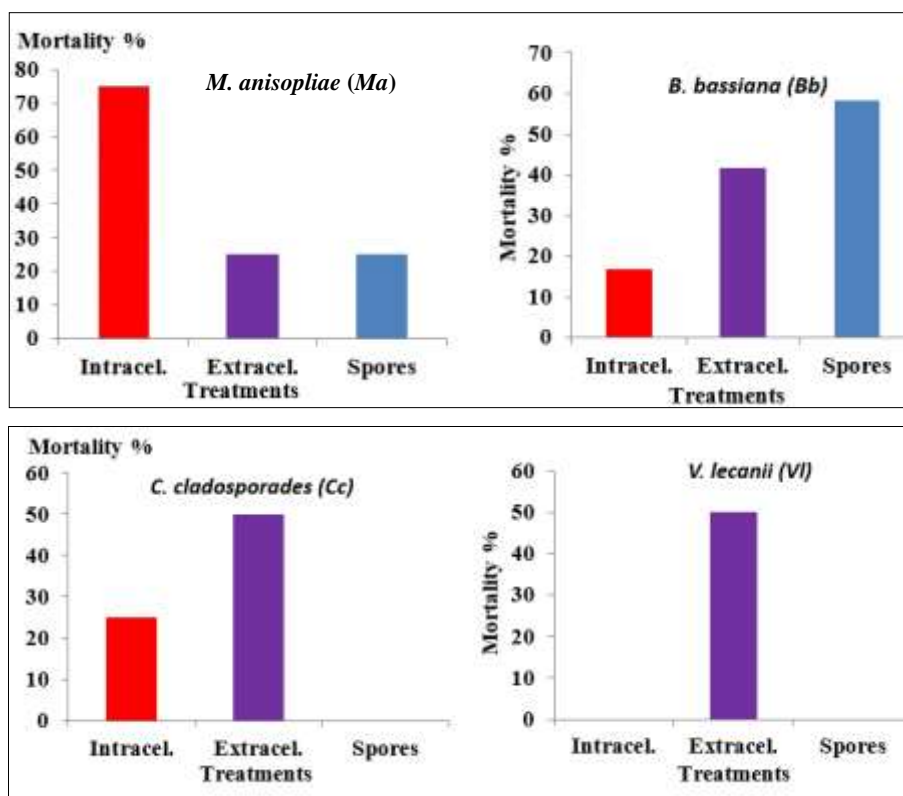 Mortality %
M. anisopliae (Ma)
80
70
60
50
40
30
20
10
0
Intracel.
Extracel.
Spores
Treatments
B. bassiana (Bb)
Mortality %
70
60
50
40
30
20
10
0
Intracel.
Extracel.
Spores
Treatments
Mortality %
C. cladosporades (Cc)
60
50
40
30
20
10
0
Intracel.
Extracel.
Spores
Treatments
V. lecanii (Vl)
Mortality %
60
50
40
30
20
10
0
Intracel.
Extracel.
Spores
Treatments